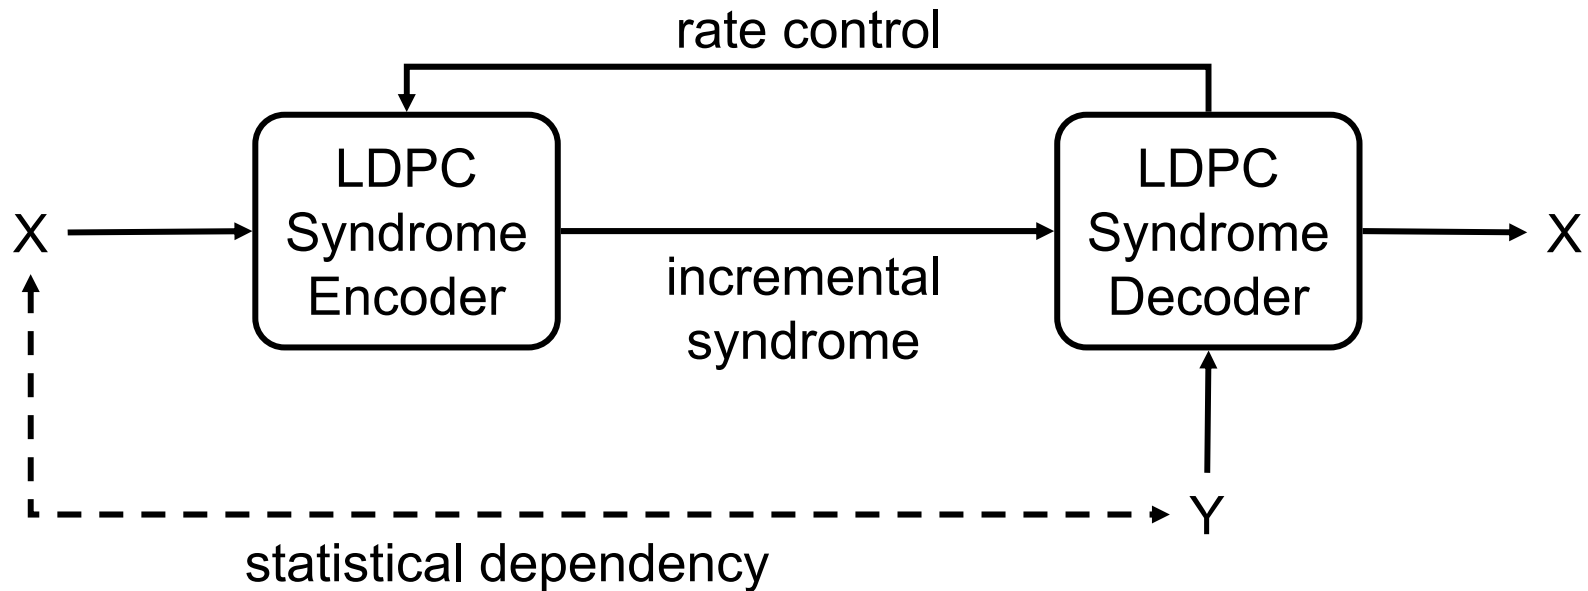 rate control
LDPC
Syndrome
Encoder
LDPC
Syndrome
Decoder
X
X
incremental
syndrome
Y
statistical dependency